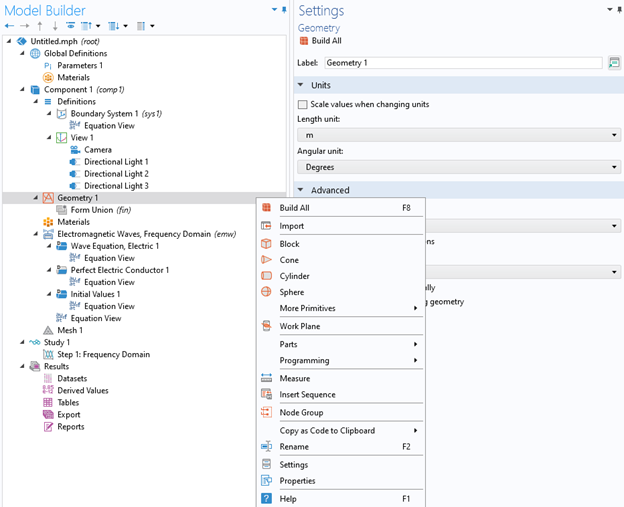 Model Builder
Untitled.mph (root)
Global Definitions
Pi Parameters 1
Materials
Component 1 (comp1)
Definitions
Boundary System 1 (sys1)
Equation View
View 1
Camera
Directional Light 1
Directional Light 2
Directional Light 3
Geometry 1
Form Union (fin)
Materials
Electromagnetic Waves, Frequency Domain (emw)
Wave Equation, Electric 1
Equation View
Perfect Electric Conductor 1
Equation View
Initial Values 1
Equation View
Equation View
Mesh 1
Study 1
Step 1: Frequency Domain
Results
Datasets
Derived Values
Tables
Export
Reports
Settings
Geometry
Build All
Label: Geometry 1
Units
Scale values when changing units
Length unit:
m
Angular unit:
Degrees
Advanced
ons
lly
g geometry
Build All F8
Import
Block
Cone
Cylinder
Sphere
More Primitives
Work Plane
Parts
Programming
Measure
Insert Sequence
Node Group
Copy as Code to Clipboard
Rename F2
Settings
Properties
Help F1